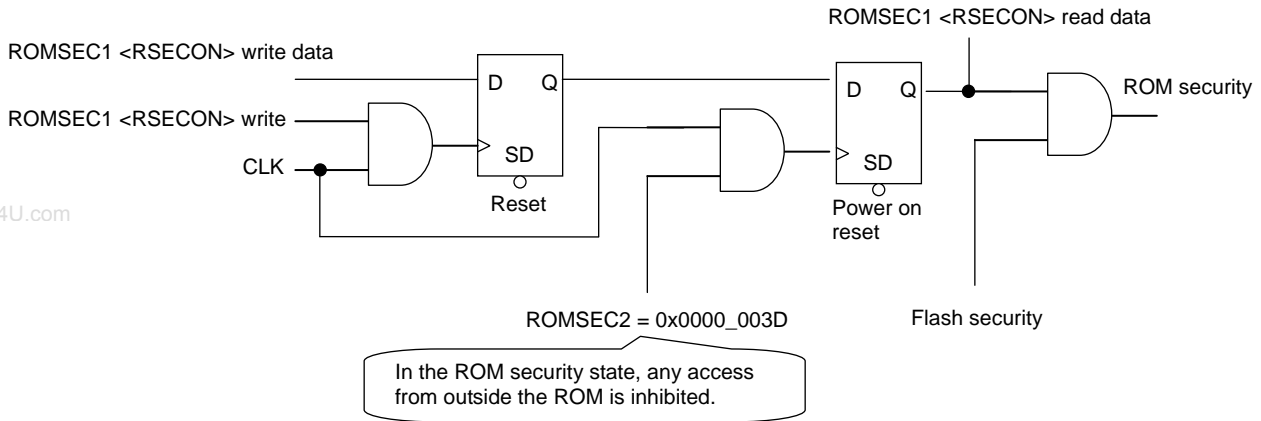 ROMSEC1 <RSECON> read data
ROMSEC1 <RSECON> write data
D Q
SD
Reset
ROMSEC1 <RSECON> write
CLK
D Q
SD
Power on
reset
ROM security
4U.com
ROMSEC2 = 0x0000_003D
Flash security
In the ROM security state, any access
from outside the ROM is inhibited.